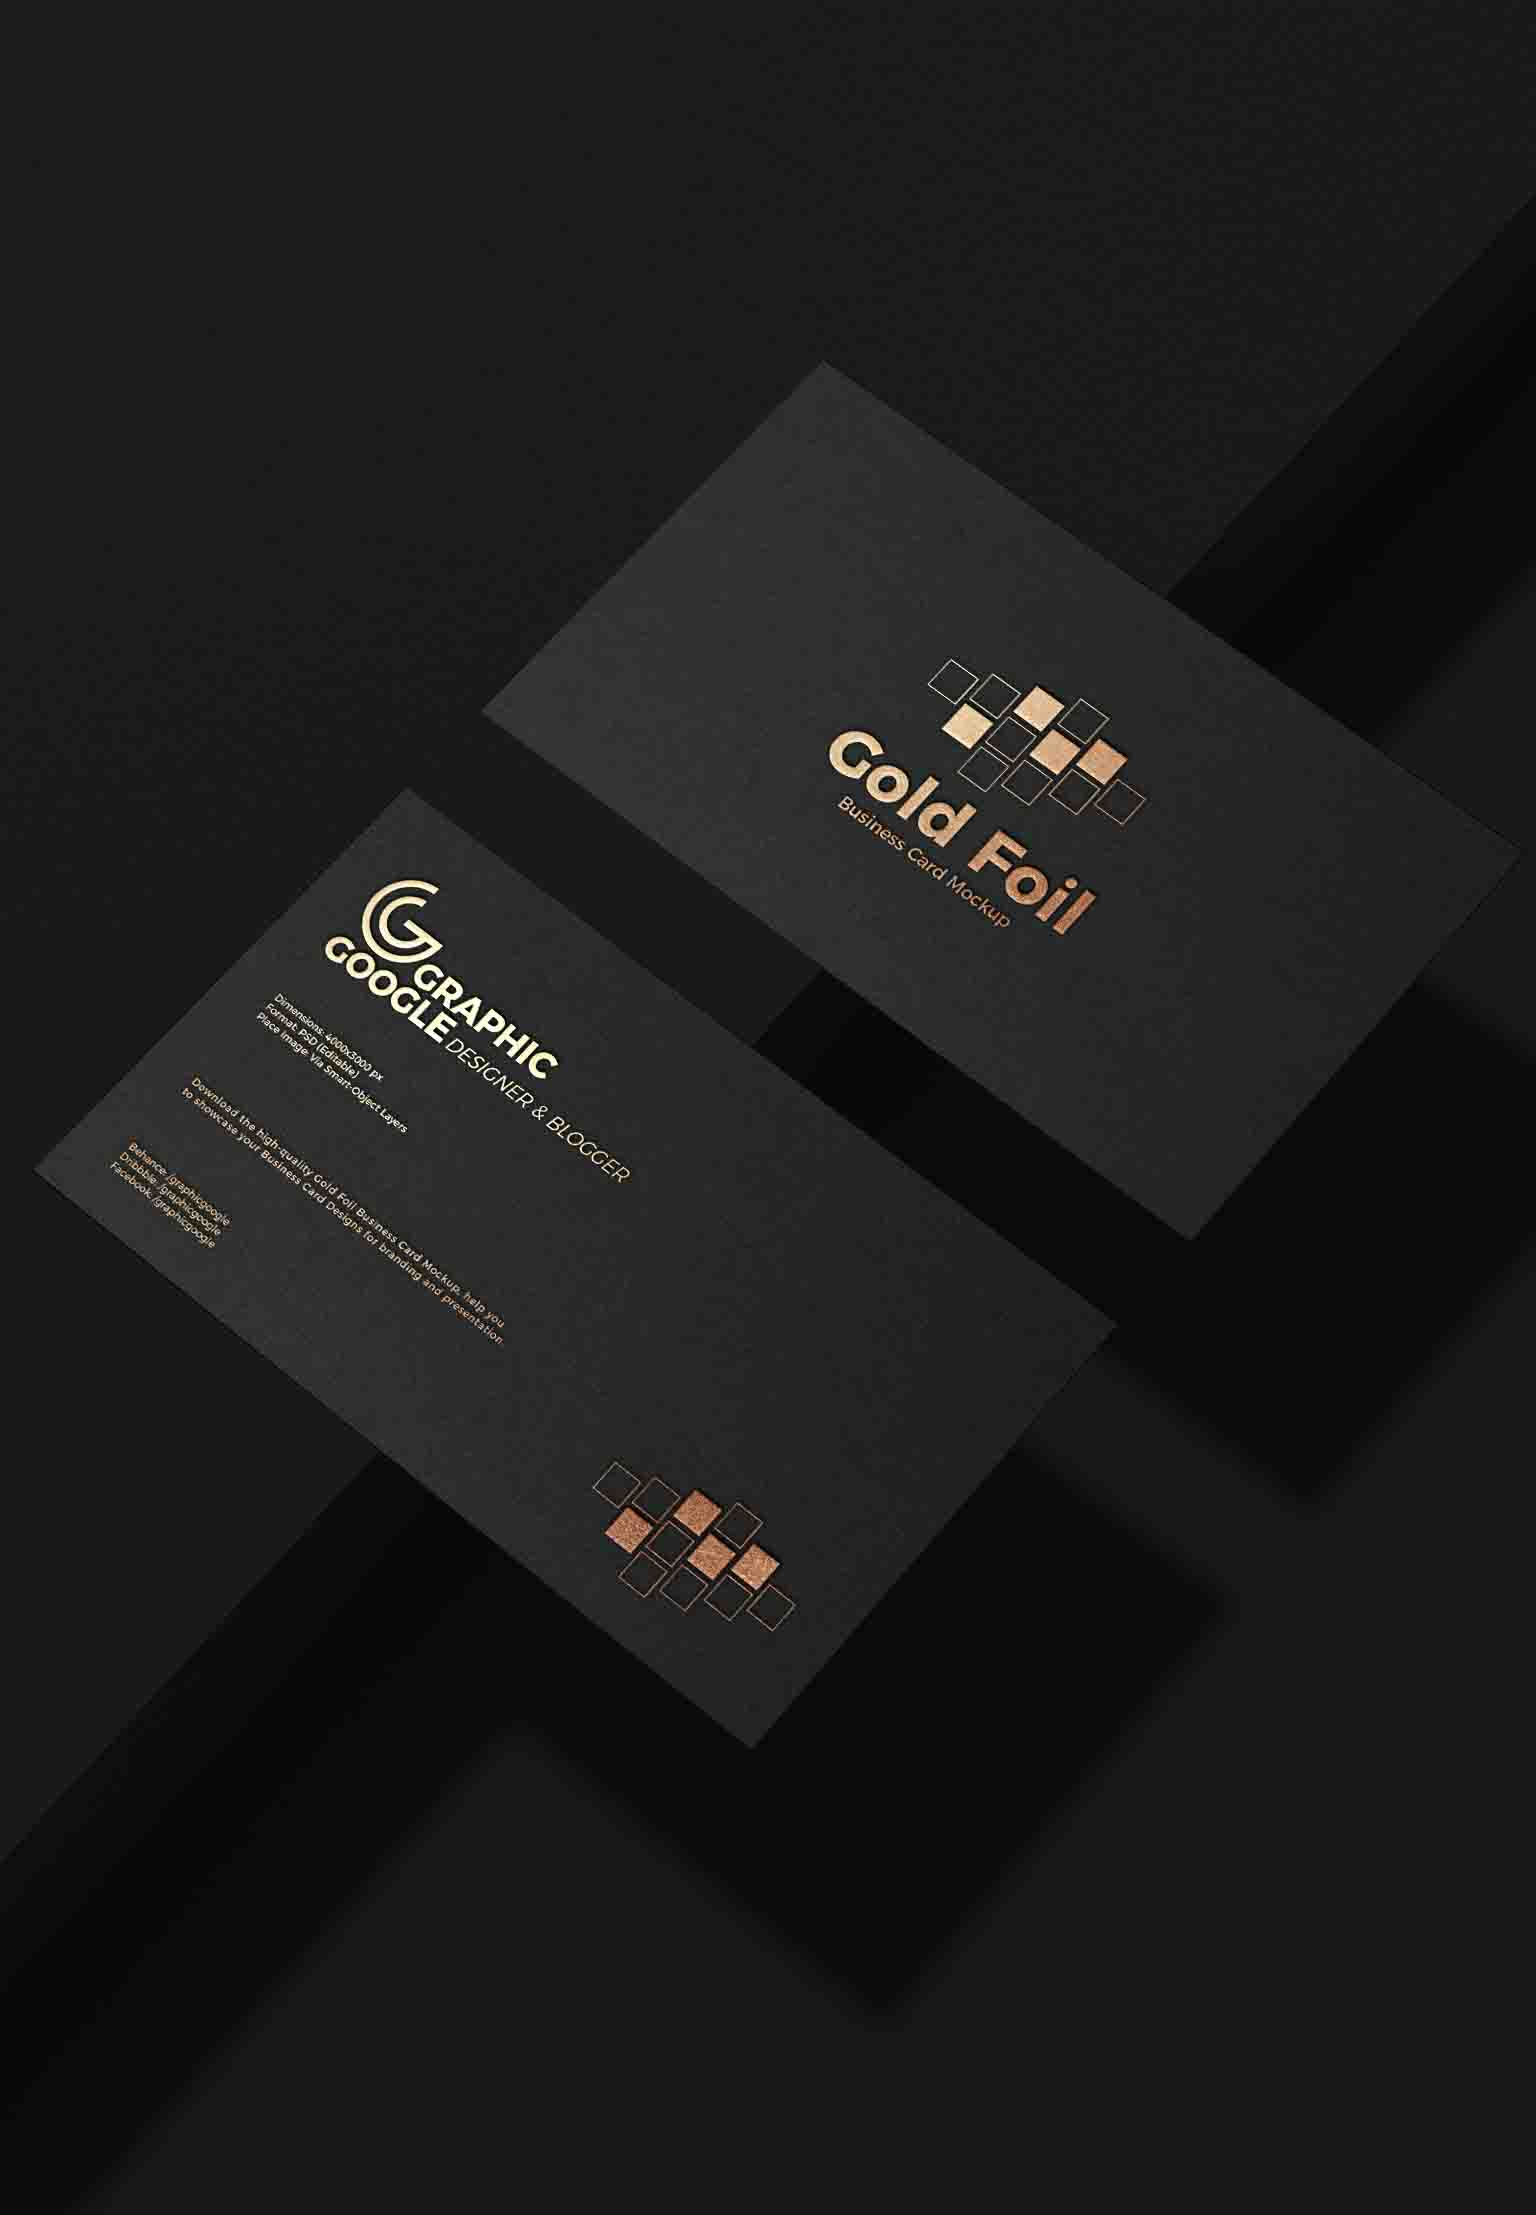 Gold Foil
Business Card Mockup
GRAPHIC
GOOGLE DESIGNER & BLOGGER
Dimensions: 4000x3000 px
Format: PSD (Editable)
Place Image: Via Smart-Object Layers
Download the high-quality Gold Foil Business Card Mockup, help you
to showcase your Business Card Designs for branding and presentation.
Behance: /graphicgoogle
Dribbble: /graphicgoogle
Facebook: /graphicgoogle